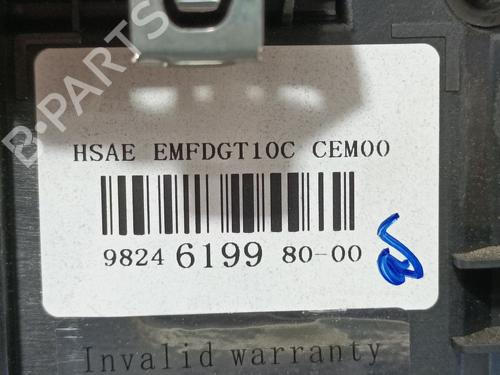 B-PARTS
HSAE EMFDGT10C CEM00
9824 6199 80-00
Invalid warranty